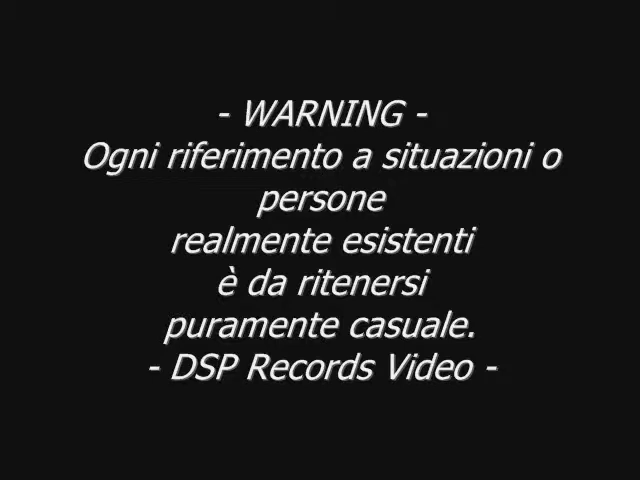 - WARNING -
Ogni riferimento a situazioni o
persone
realmente esistenti
è da ritenersi
puramente casuale.
- DSP Records Video -